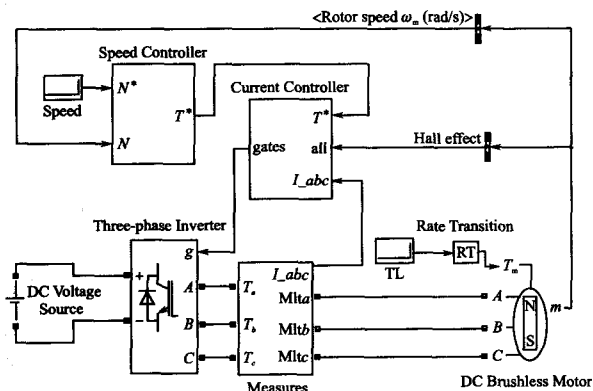 <Rotor speed ωm (rad/s)>
Speed Controller
N*
Speed
T*
N
Current Controller
T*
gates
all
I_abc
Hall effect
Three-phase Inverter
g
Rate Transition
RT
TL
Tm
+
DC Voltage
Source
−
A
B
C
I_abc
Ta
Mlta
Tb
Mltb
Tc
Mltc
Measures
A
B
C
N
S
m
DC Brushless Motor